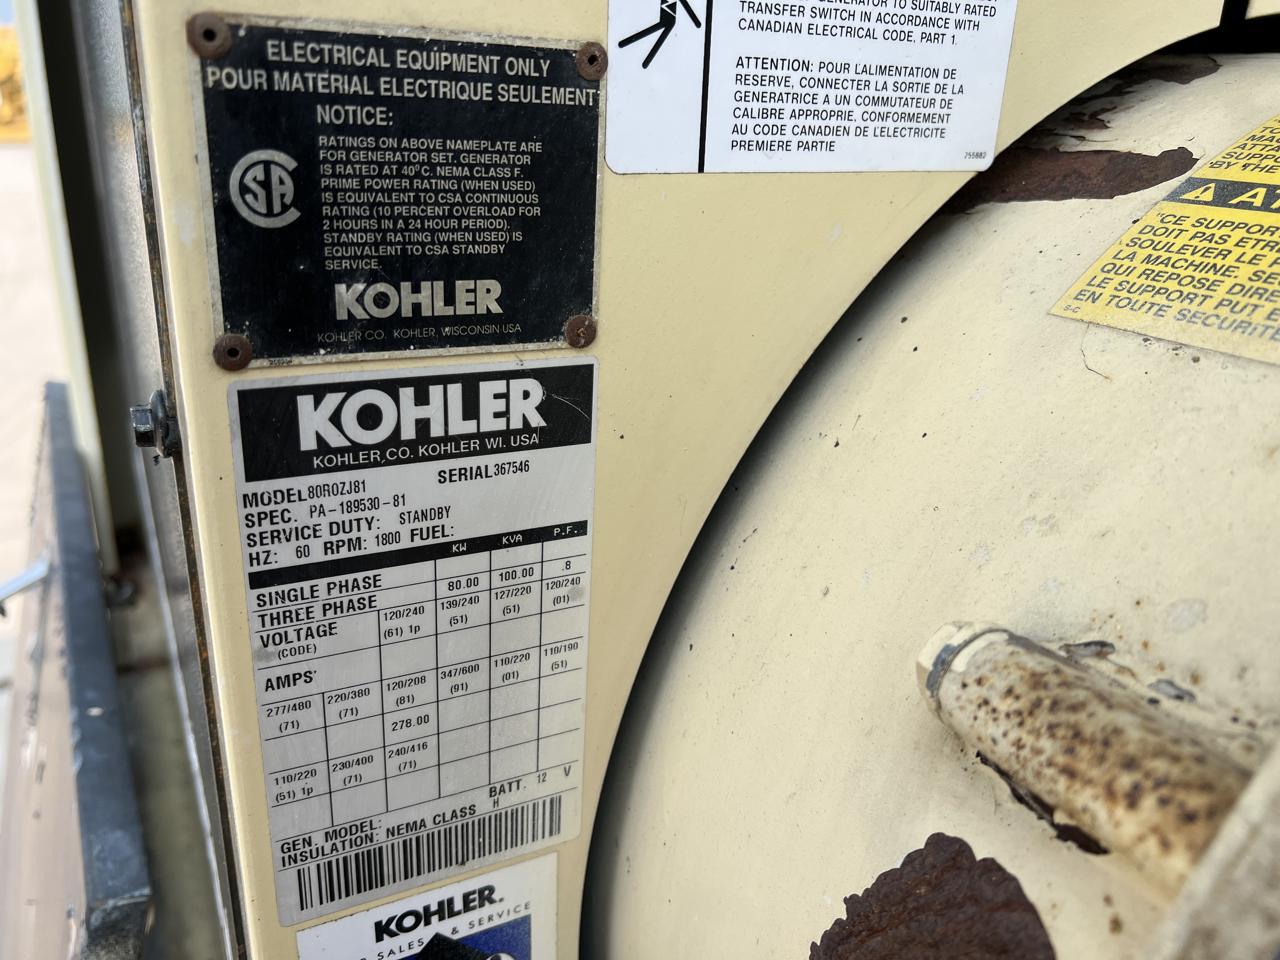 ELECTRICAL EQUIPMENT ONLY
POUR MATERIAL ELECTRIQUE SEULEMENT
NOTICE:
RATINGS ON ABOVE NAMEPLATE ARE
FOR GENERATOR SET. GENERATOR
IS RATED AT 40°C. NEMA CLASS F.
PRIME POWER RATING (WHEN USED)
IS EQUIVALENT TO CSA CONTINUOUS
RATING (10 PERCENT OVERLOAD FOR
2 HOURS IN A 24 HOUR PERIOD).
STANDBY RATING (WHEN USED) IS
EQUIVALENT TO CSA STANDBY
SERVICE.
CSA
KOHLER
KOHLER CO. KOHLER, WISCONSIN USA
GENERATOR TO SUITABLY RATED
TRANSFER SWITCH IN ACCORDANCE WITH
CANADIAN ELECTRICAL CODE, PART 1.
ATTENTION: POUR L'ALIMENTATION DE
RESERVE, CONNECTER LA SORTIE DE LA
GENERATRICE A UN COMMUTATEUR DE
CALIBRE APPROPRIE, CONFORMEMENT
AU CODE CANADIEN DE L'ELECTRICITE
PREMIERE PARTIE
255882
KOHLER
KOHLER,CO. KOHLER WI. USA
MODEL 80ROZJ81 SERIAL 367546
SPEC. PA-189530-81
SERVICE DUTY: STANDBY
HZ: 60 RPM: 1800 FUEL:
KW KVA P.F.
SINGLE PHASE
THREE PHASE 80.00 100.00 .8
VOLTAGE 120/240 139/240 127/220 120/240
(CODE) (61) 1p (51) (51) (01)
AMPS
277/480 220/380 120/208 347/600 110/220 110/190
(71) (71) (81) (91) (01) (51)
278.00
110/220 230/400 240/416
(51) 1p (71) (71)
BATT. 12 V
GEN. MODEL:
INSULATION: NEMA CLASS H
KOHLER.
SALES & SERVICE
SUPPO
"BY THE
"CE SUPPORT
DOIT PAS ETRE
SOULEVER LE
LA MACHINE. SE
QUI REPOSE DIRE
LE SUPPORT PUT E
EN TOUTE SECURITE